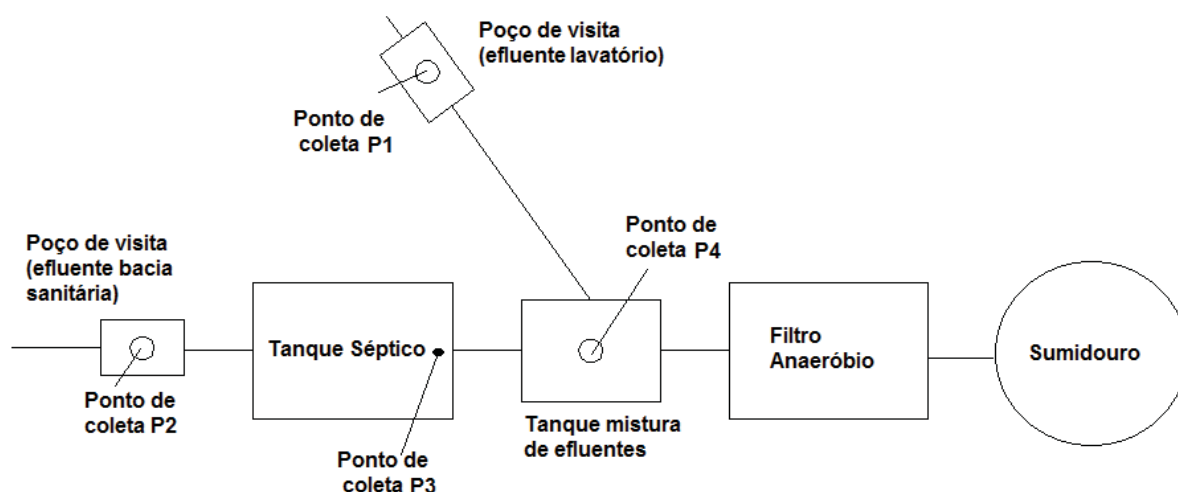 Poço de visita
(efluente lavatório)
Ponto de
coleta P1
Poço de visita
(efluente bacia
sanitária)
Ponto de
coleta P4
Tanque Séptico
Filtro
Anaeróbio
Sumidouro
Ponto de
coleta P2
Tanque mistura
de efluentes
Ponto de
coleta P3